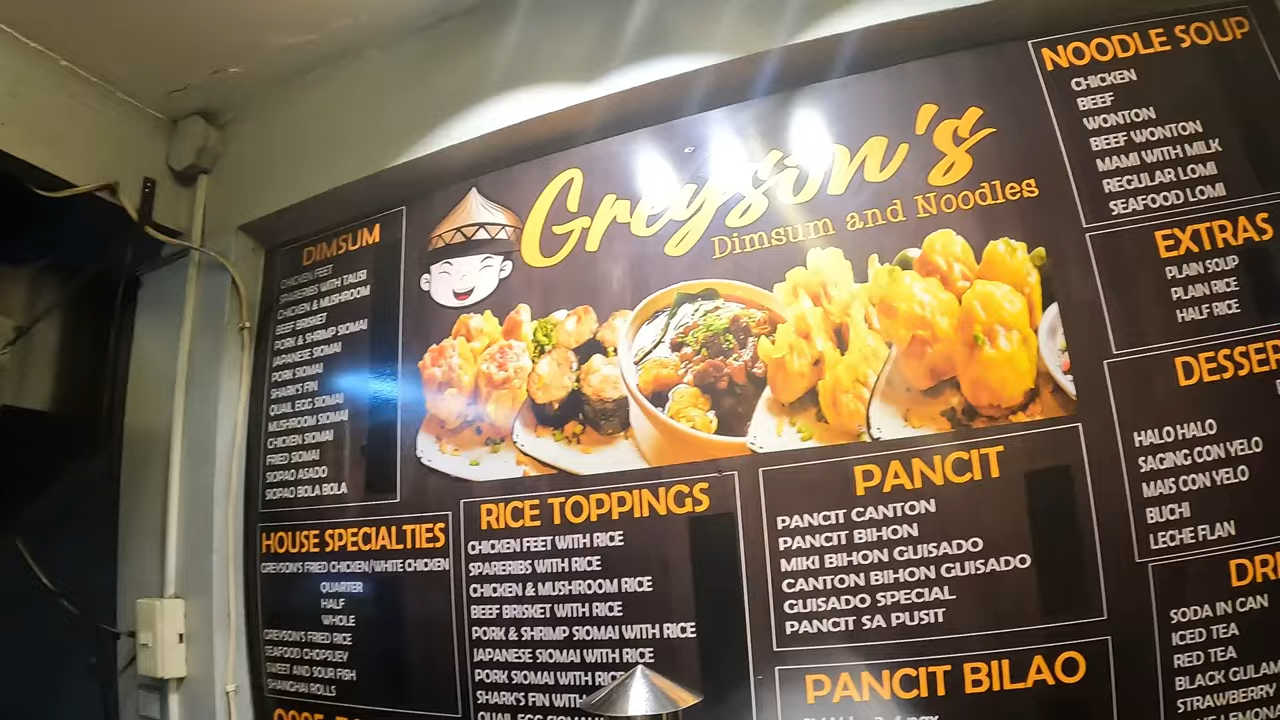 Greyson's
Dimsum and Noodles
DIMSUM
CHICKEN FEET
SPARERIBS WITH TAUSI
CHICKEN & MUSHROOM
BEEF BRISKET
PORK & SHRIMP SIOMAI
JAPANESE SIOMAI
PORK SIOMAI
SHARK'S FIN
QUAIL EGG SIOMAI
MUSHROOM SIOMAI
CHICKEN SIOMAI
FRIED SIOMAI
SIOPAO ASADO
SIOPAO BOLA BOLA
HOUSE SPECIALTIES
GREYSON'S FRIED CHICKEN/WHITE CHICKEN
QUARTER
HALF
WHOLE
GREYSON'S FRIED RICE
SEAFOOD CHOPSUEY
SWEET AND SOUR FISH
SHANGHAI ROLLS
RICE TOPPINGS
CHICKEN FEET WITH RICE
SPARERIBS WITH RICE
CHICKEN & MUSHROOM RICE
BEEF BRISKET WITH RICE
PORK & SHRIMP SIOMAI WITH RICE
JAPANESE SIOMAI WITH RICE
PORK SIOMAI WITH RICE
SHARK'S FIN WITH
QUAIL EGG
PANCIT
PANCIT CANTON
PANCIT BIHON
MIKI BIHON GUISADO
CANTON BIHON GUISADO
GUISADO SPECIAL
PANCIT SA PUSIT
PANCIT BILAO
NOODLE SOUP
CHICKEN
BEEF
WONTON
BEEF WONTON
MAMI WITH MILK
REGULAR LOMI
SEAFOOD LOMI
EXTRAS
PLAIN SOUP
PLAIN RICE
HALF RICE
DESSER
HALO HALO
SAGING CON YELO
MAIS CON YELO
BUCHI
LECHE FLAN
DRI
SODA IN CAN
ICED TEA
RED TEA
BLACK GULAM
STRAWBERRY
LEMONA